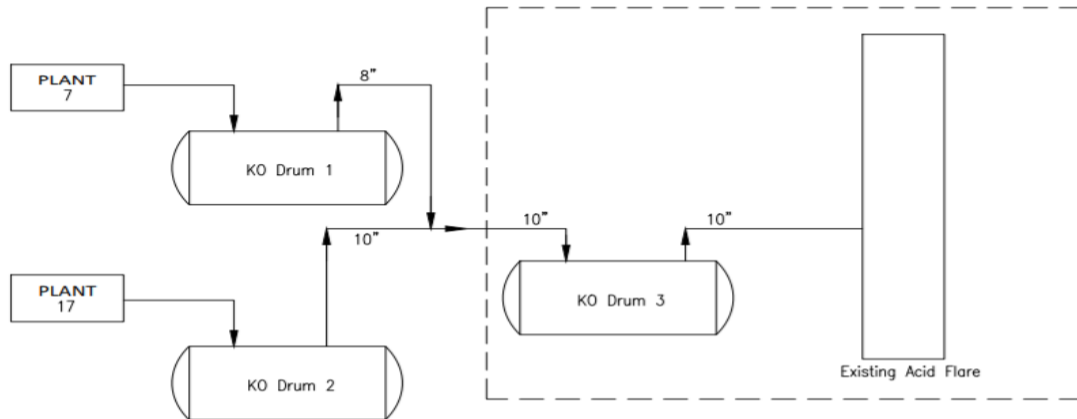 PLANT
7
8"
KO Drum 1
10"
10"
10"
PLANT
17
KO Drum 3
KO Drum 2
Existing Acid Flare